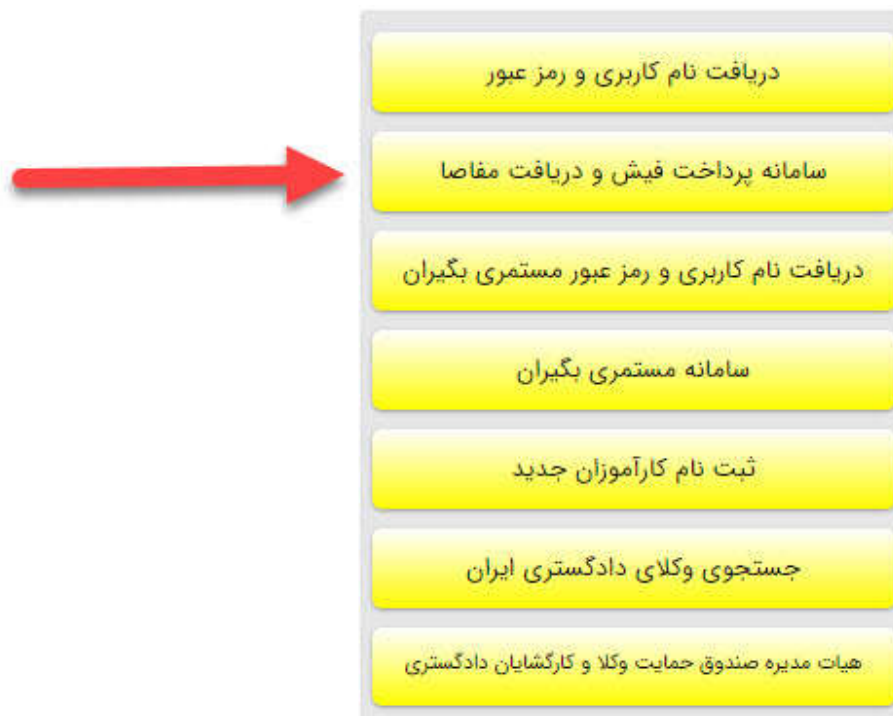 دریافت نام کاربری و رمز عبور
سامانه پرداخت فیش و دریافت مفاصا
دریافت نام کاربری و رمز عبور مستمری بگیران
سامانه مستمری بگیران
ثبت نام کارآموزان جدید
جستجوی وکلای دادگستری ایران
هیات مدیره صندوق حمایت وکلا و کارگشایان دادگستری